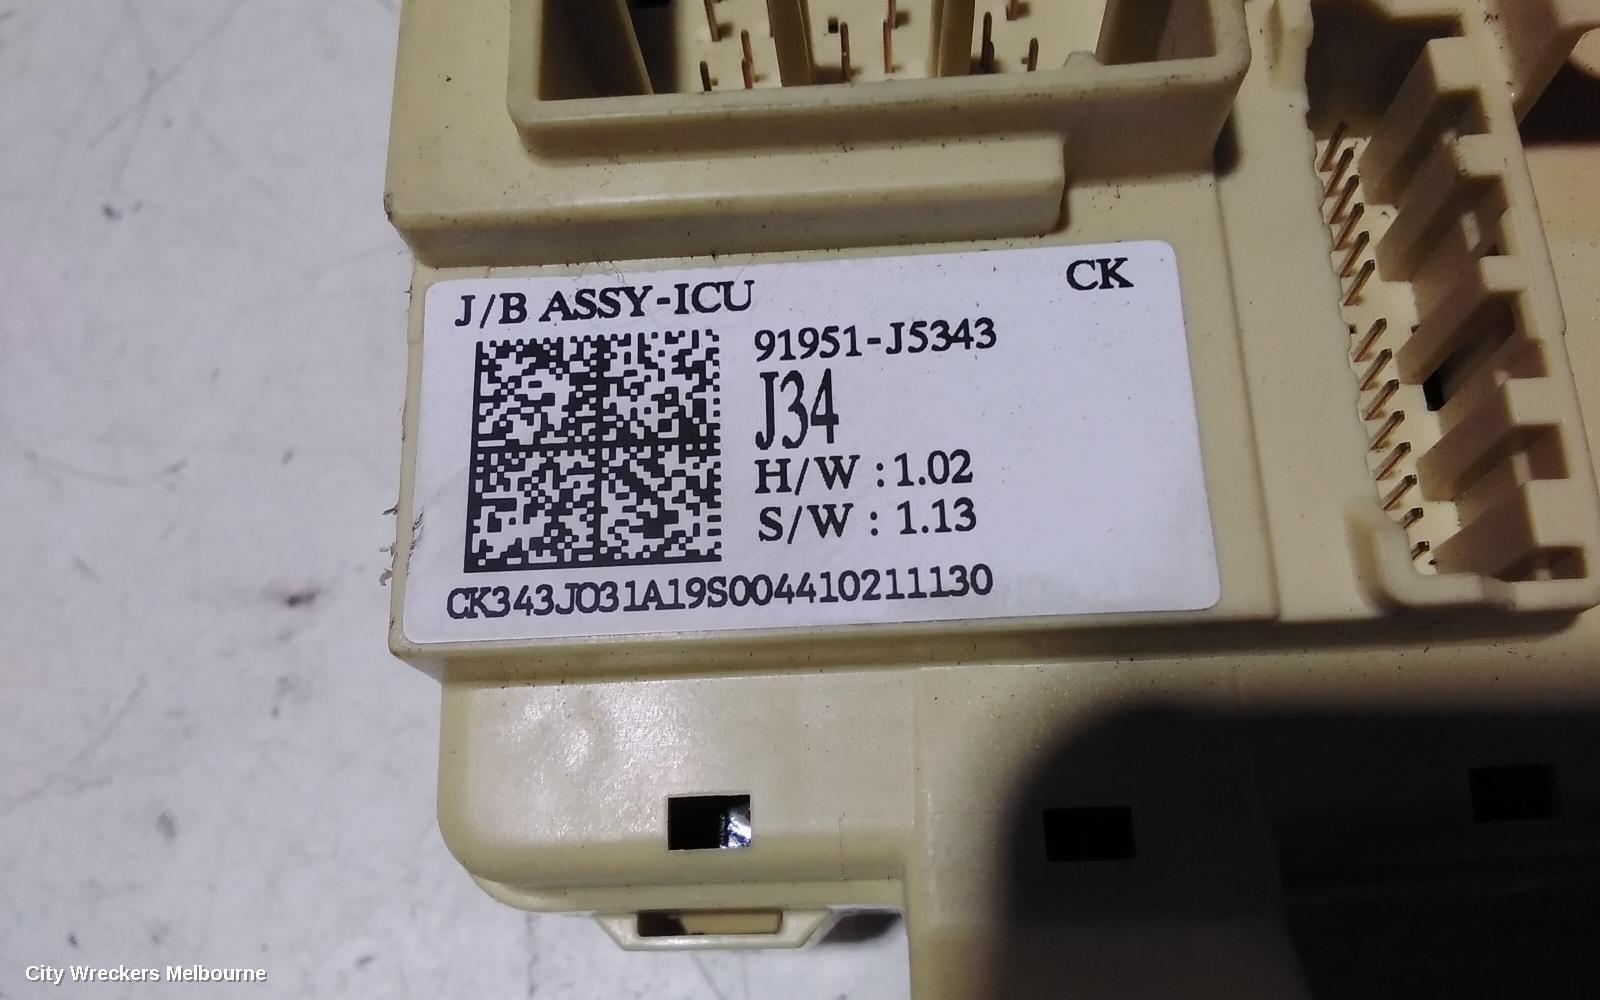 J/B ASSY-ICU
CK
91951-J5343
J34
H/W : 1.02
S/W : 1.13
CK343J031A19S004410211130
City Wreckers Melbourne